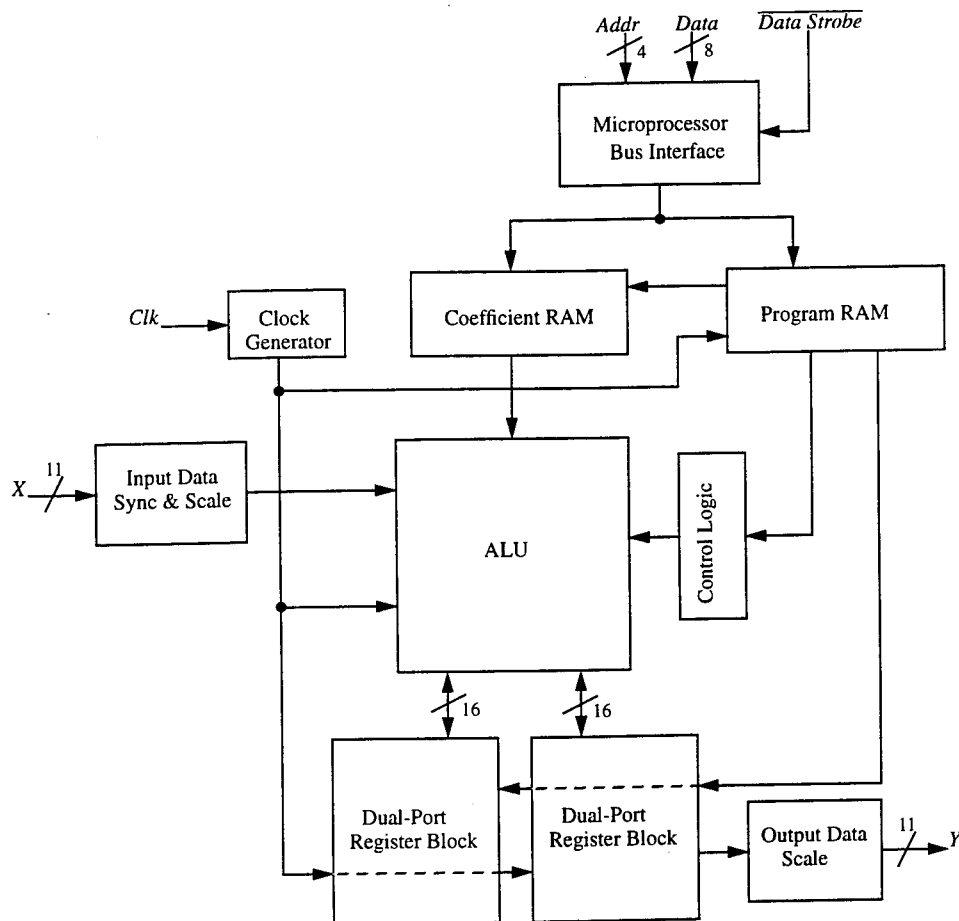 Addr
Data
Data Strobe
4
8
Microprocessor
Bus Interface
Clk
Clock
Generator
Coefficient RAM
Program RAM
X
11
Input Data
Sync & Scale
ALU
Control Logic
16
16
Dual-Port
Register Block
Dual-Port
Register Block
Output Data
Scale
11
Y